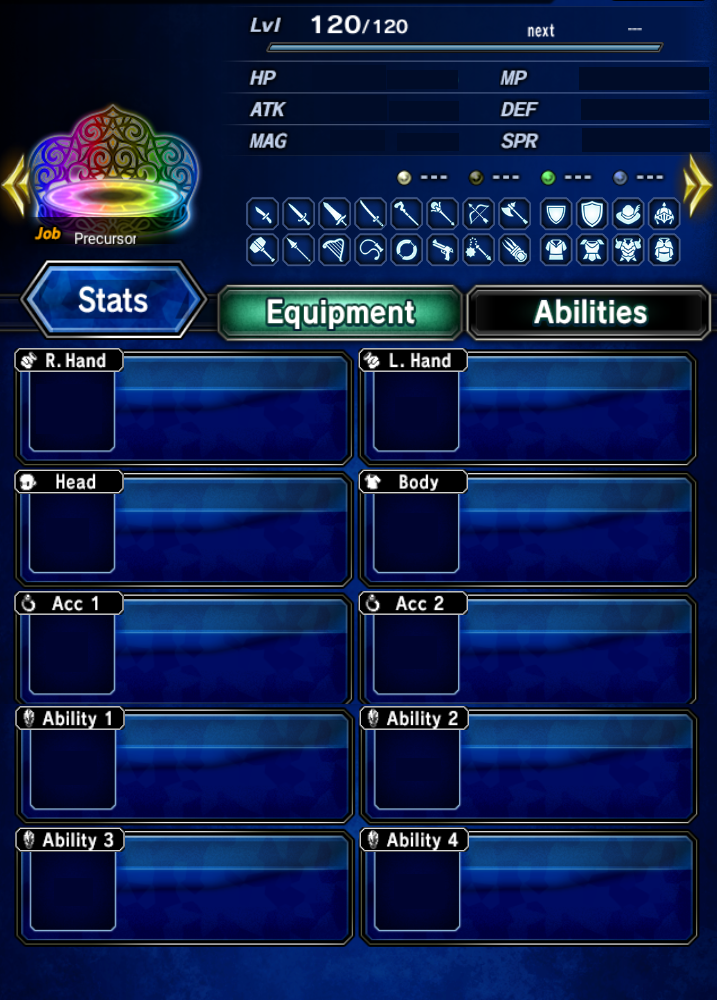 Lvl 120/120 next ---
HP MP
ATK DEF
MAG SPR
--- --- --- ---
Job Precursor
Stats Equipment Abilities
R. Hand L. Hand
Head Body
Acc 1 Acc 2
Ability 1 Ability 2
Ability 3 Ability 4